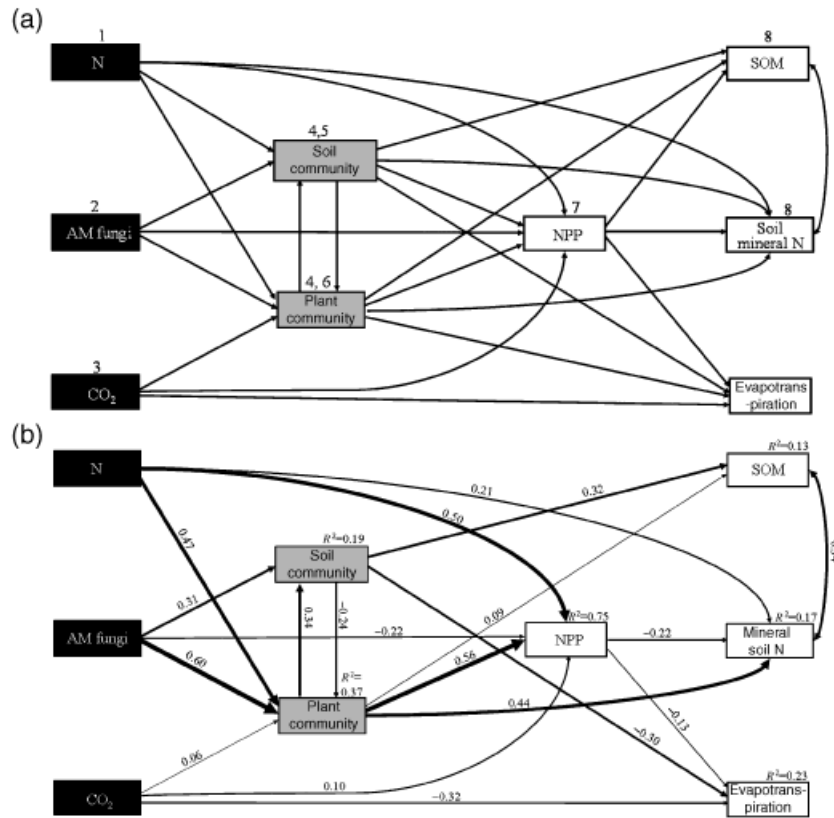 (a)
1
N
8
SOM
4,5
Soil
community
2
AM fungi
7
NPP
8
Soil
mineral N
4, 6
Plant
community
3
CO2
Evapotrans
-piration
(b)
N
R²=0.13
SOM
0.21
0.32
0.50
0.47
R²=0.19
Soil
community
0.31
0.34
−0.24
0.09
AM fungi
−0.22
R²=0.75
NPP
−0.22
R²=0.17
Mineral
soil N
0.60
0.56
R²=
0.37
Plant
community
0.44
−0.13
−0.30
0.06
0.10
CO2
−0.32
R²=0.23
Evapotrans-
piration